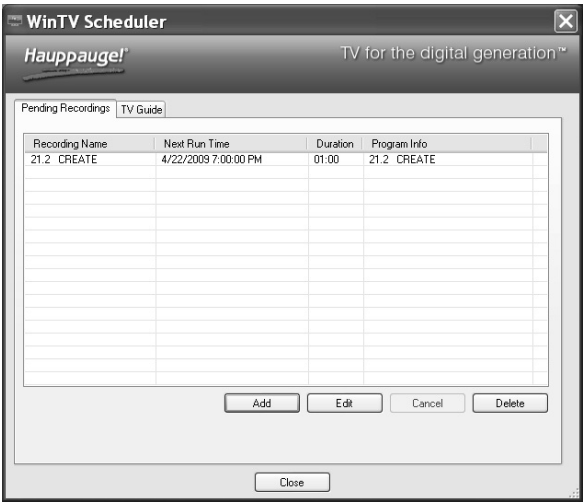 WinTV Scheduler
Hauppauge!® TV for the digital generation™
Pending Recordings TV Guide
Recording Name Next Run Time Duration Program Info
21.2 CREATE 4/22/2009 7:00:00 PM 01:00 21.2 CREATE
Add Edit Cancel Delete
Close